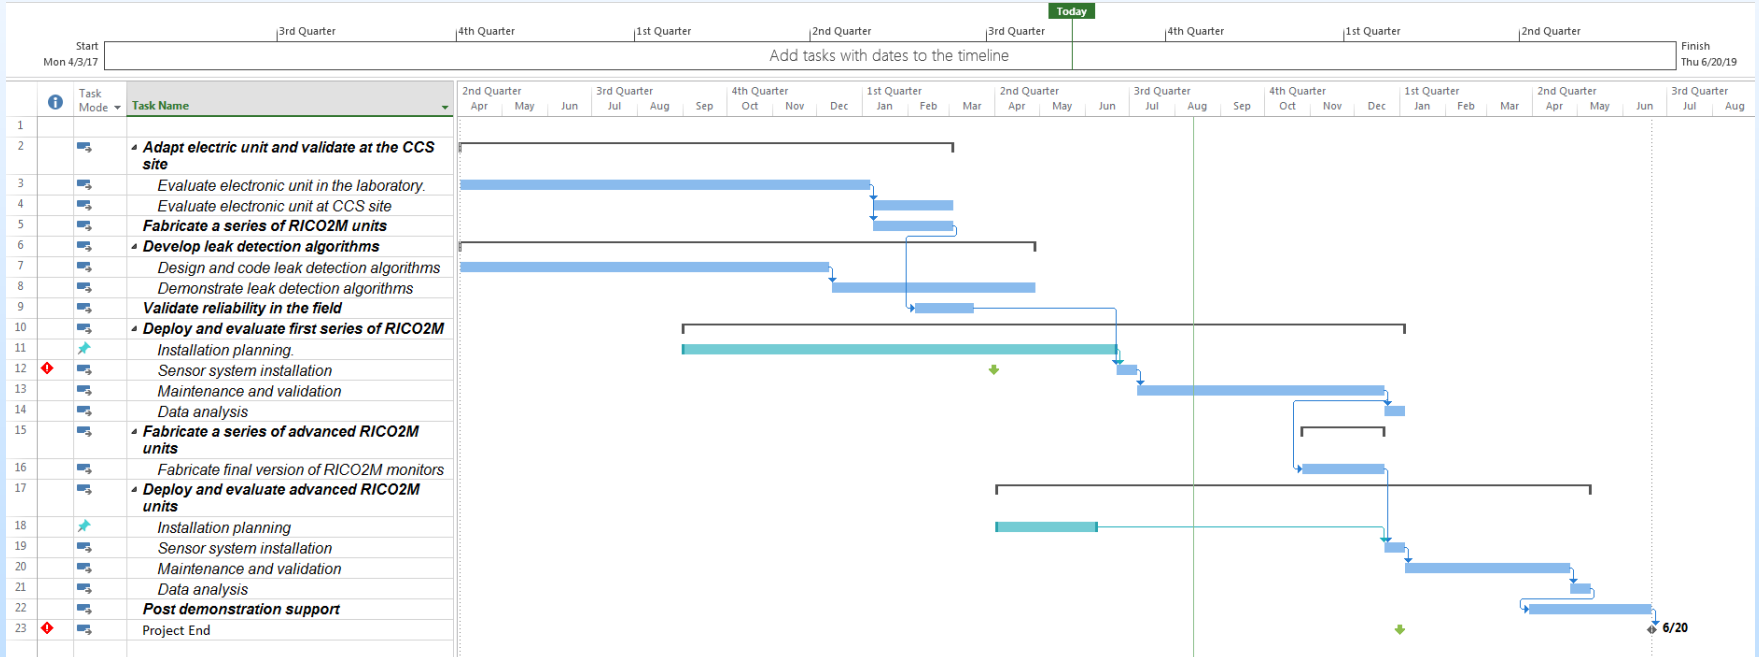 Today
3rd Quarter 4th Quarter 1st Quarter 2nd Quarter 3rd Quarter 4th Quarter 1st Quarter 2nd Quarter
Start
Mon 4/3/17
Add tasks with dates to the timeline
Finish
Thu 6/20/19
Task
Mode
Task Name
2nd Quarter 3rd Quarter 4th Quarter 1st Quarter 2nd Quarter 3rd Quarter 4th Quarter 1st Quarter 2nd Quarter 3rd Quarter
Apr May Jun Jul Aug Sep Oct Nov Dec Jan Feb Mar Apr May Jun Jul Aug Sep Oct Nov Dec Jan Feb Mar Apr May Jun Jul Aug
1
2 Adapt electric unit and validate at the CCS
site
3 Evaluate electronic unit in the laboratory.
4 Evaluate electronic unit at CCS site
5 Fabricate a series of RICO2M units
6 Develop leak detection algorithms
7 Design and code leak detection algorithms
8 Demonstrate leak detection algorithms
9 Validate reliability in the field
10 Deploy and evaluate first series of RICO2M
11 Installation planning.
12 Sensor system installation
13 Maintenance and validation
14 Data analysis
15 Fabricate a series of advanced RICO2M
units
16 Fabricate final version of RICO2M monitors
17 Deploy and evaluate advanced RICO2M
units
18 Installation planning
19 Sensor system installation
20 Maintenance and validation
21 Data analysis
22 Post demonstration support
23 Project End 6/20